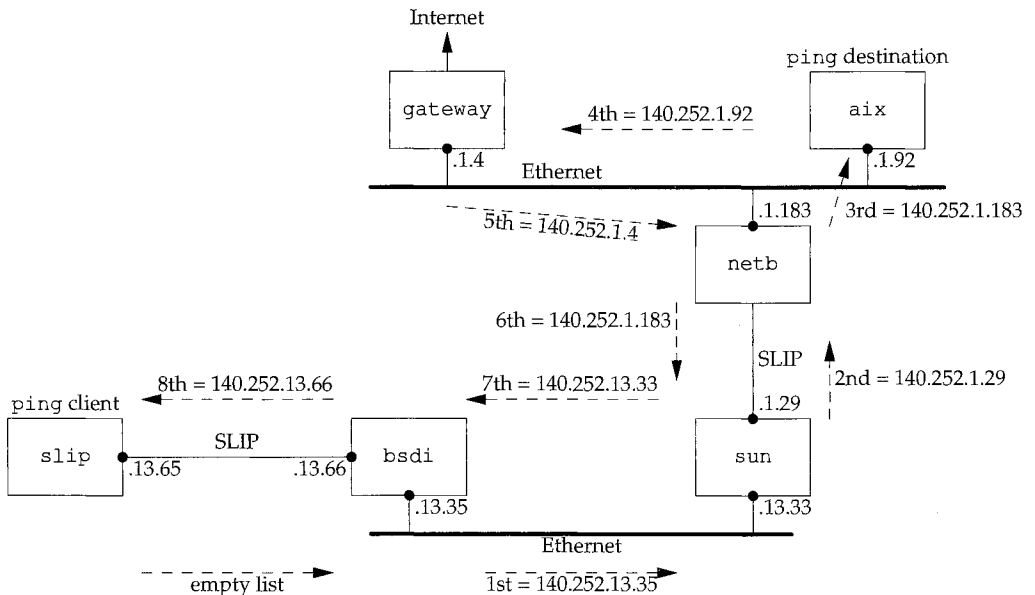 Internet
ping destination
gateway
aix
4th = 140.252.1.92
.1.4
.1.92
Ethernet
.1.183
3rd = 140.252.1.183
5th = 140.252.1.4
netb
6th = 140.252.1.183
SLIP
8th = 140.252.13.66
7th = 140.252.13.33
2nd = 140.252.1.29
ping client
.1.29
SLIP
slip
bsdi
sun
.13.65
.13.66
.13.35
.13.33
Ethernet
empty list
1st = 140.252.13.35